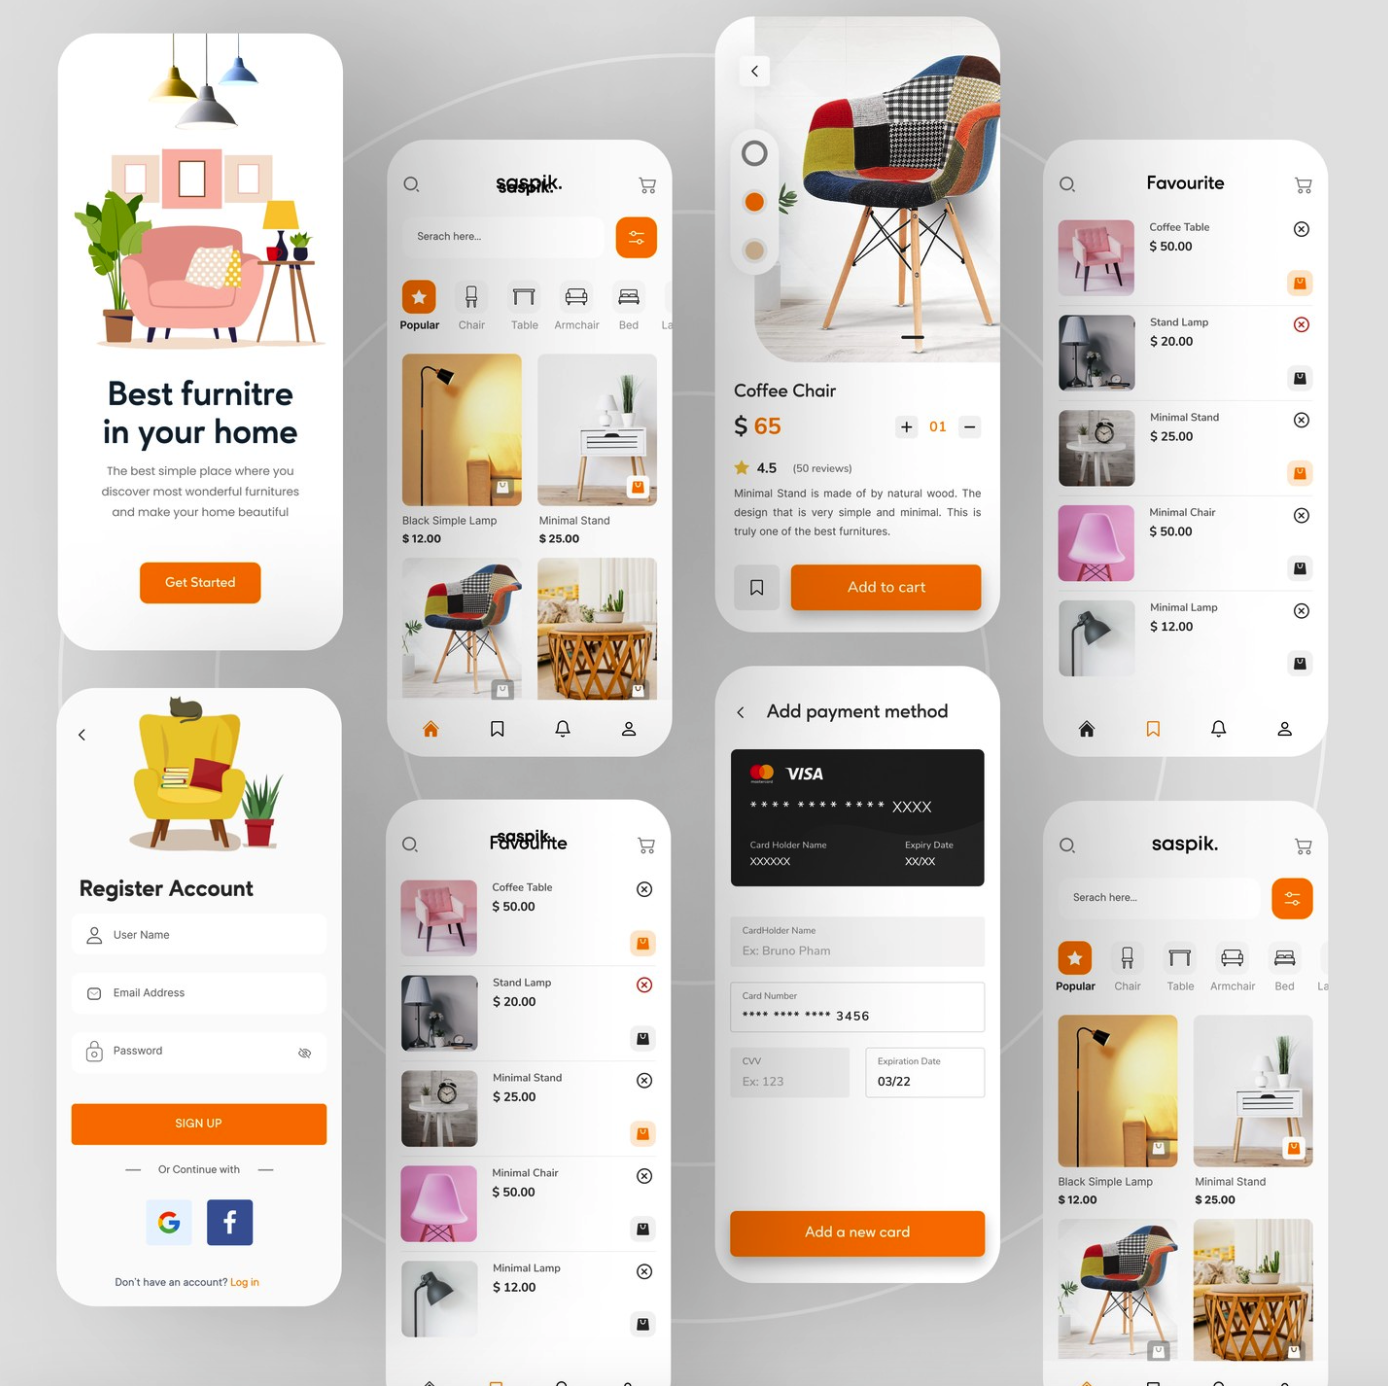 Best furnitre
in your home
The best simple place where you
discover most wonderful furnitures
and make your home beautiful
Get Started
Register Account
User Name
Email Address
Password
SIGN UP
Or Continue with
G
f
Don't have an account? Log in
saspik.
saspik.
Serach here...
Popular
Chair
Table
Armchair
Bed
La
Black Simple Lamp
$ 12.00
Minimal Stand
$ 25.00
saspik.
Favourite
Coffee Table
$ 50.00
Stand Lamp
$ 20.00
Minimal Stand
$ 25.00
Minimal Chair
$ 50.00
Minimal Lamp
$ 12.00
Coffee Chair
$ 65
01
4.5 (50 reviews)
Minimal Stand is made of by natural wood. The
design that is very simple and minimal. This is
truly one of the best furnitures.
Add to cart
Add payment method
mastercard VISA
**** **** **** XXXX
Card Holder Name
XXXXXX
Expiry Date
XX/XX
CardHolder Name
Ex: Bruno Pham
Card Number
**** **** **** 3456
CVV
Ex: 123
Expiration Date
03/22
Add a new card
Favourite
Coffee Table
$ 50.00
Stand Lamp
$ 20.00
Minimal Stand
$ 25.00
Minimal Chair
$ 50.00
Minimal Lamp
$ 12.00
saspik.
Serach here...
Popular
Chair
Table
Armchair
Bed
La
Black Simple Lamp
$ 12.00
Minimal Stand
$ 25.00